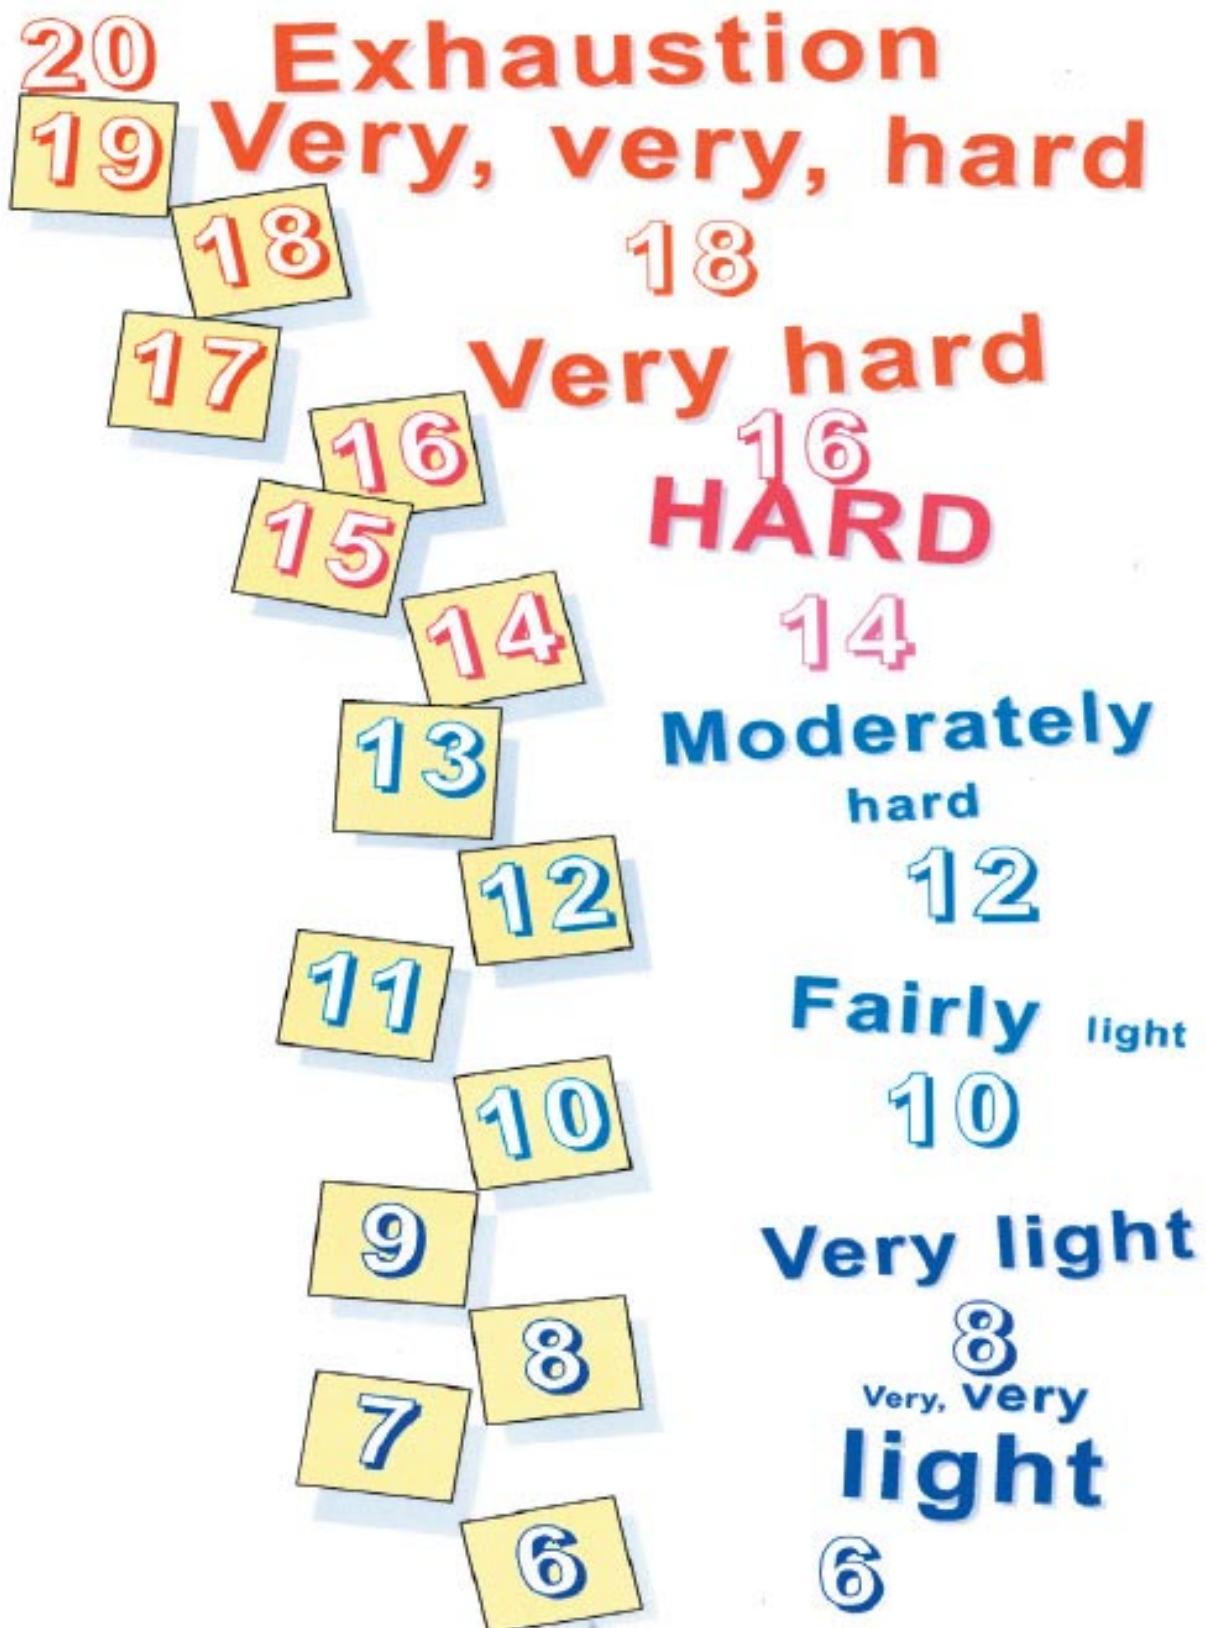 20 Exhaustion
19 Very, very, hard
18 18
17 Very hard
16 16
15 HARD
14 14
13 Moderately
hard
12 12
11 Fairly light
10 10
9 Very light
8 8
Very, very
7 light
6 6